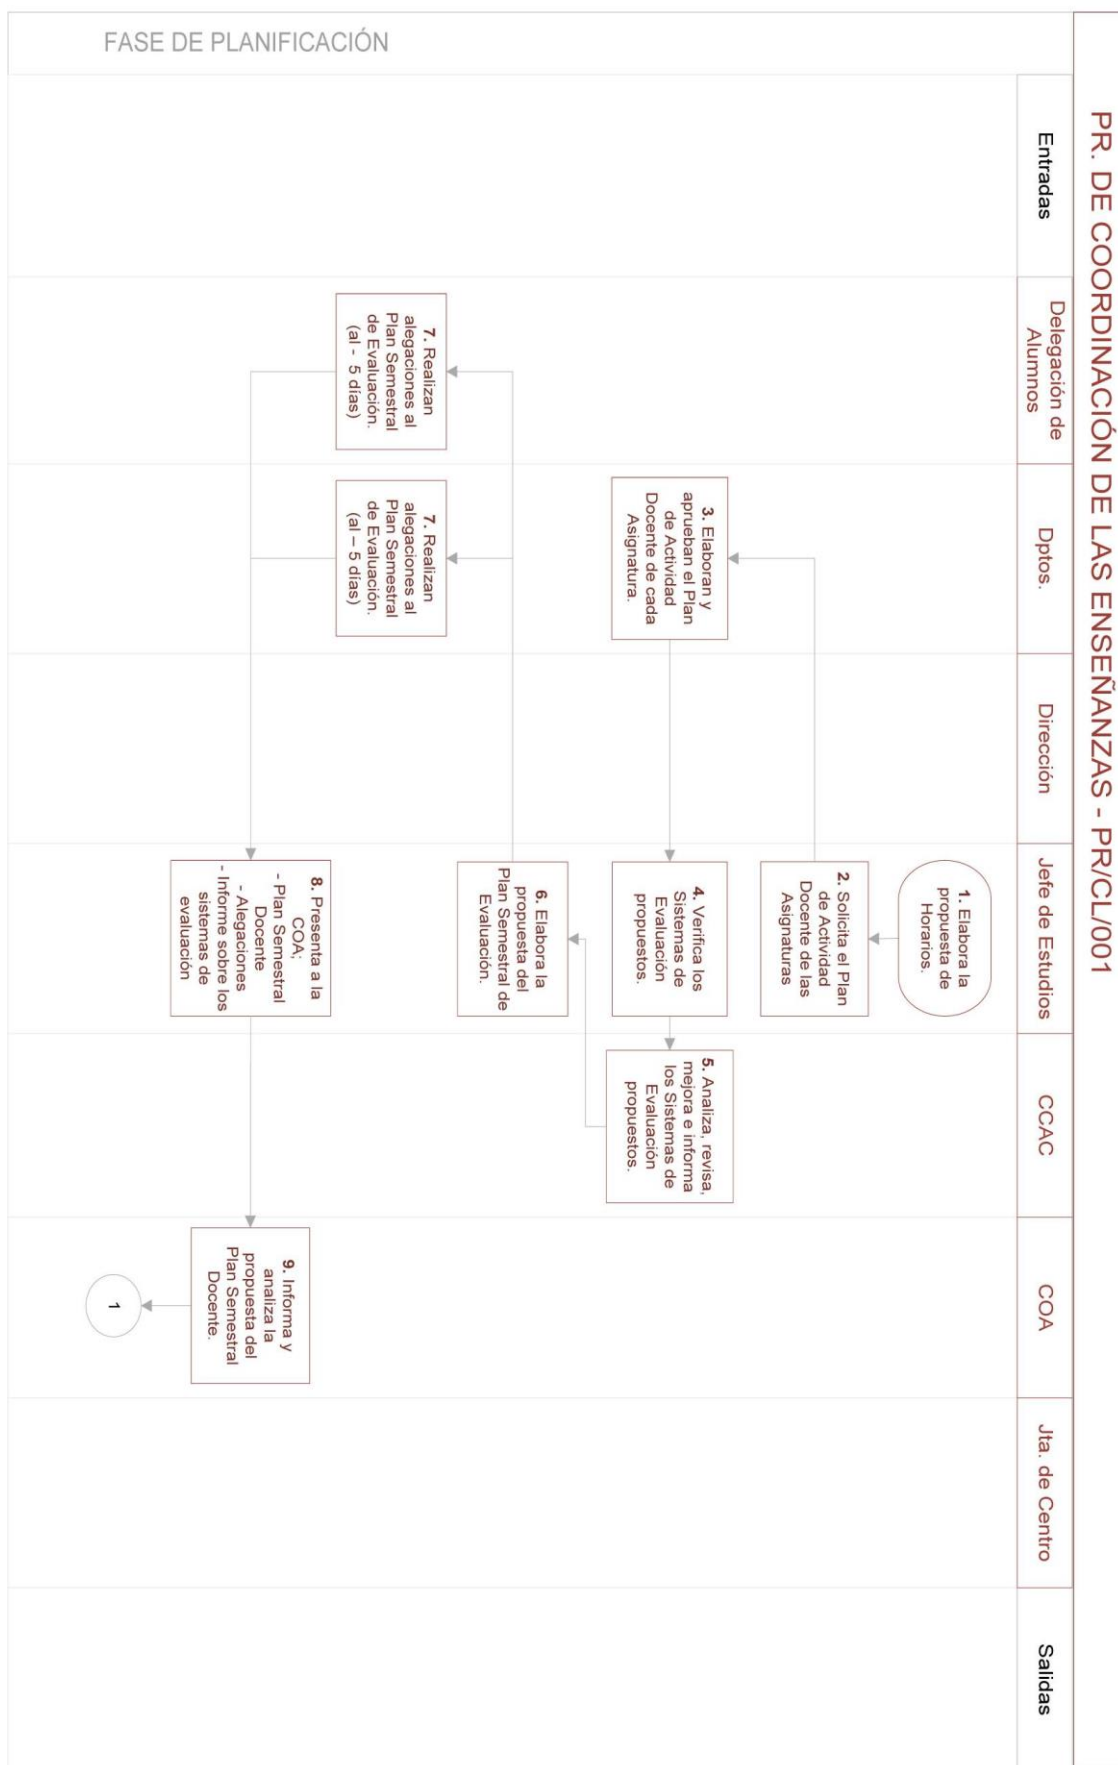 PR. DE COORDINACIÓN DE LAS ENSEÑANZAS - PR/CL/001
Entradas
Delegación de
Alumnos
Dptos.
Dirección
Jefe de Estudios
CCAC
COA
Jta. de Centro
Salidas
FASE DE PLANIFICACIÓN
1. Elabora la
propuesta de
Horarios.
2. Solicita el Plan
de Actividad
Docente de las
Asignaturas
3. Elaboran y
aprueban el Plan
de Actividad
Docente de cada
Asignatura.
4. Verifica los
Sistemas de
Evaluación
propuestos.
5. Analiza, revisa,
mejora e informa
los Sistemas de
Evaluación
propuestos.
6. Elabora la
propuesta del
Plan Semestral de
Evaluación.
7. Realizan
alegaciones al
Plan Semestral
de Evaluación.
(al - 5 días)
7. Realizan
alegaciones al
Plan Semestral
de Evaluación.
(al – 5 días)
8. Presenta a la
COA;
- Plan Semestral
Docente
- Alegaciones
- Informe sobre los
sistemas de
evaluación
9. Informa y
analiza la
propuesta del
Plan Semestral
Docente.
1